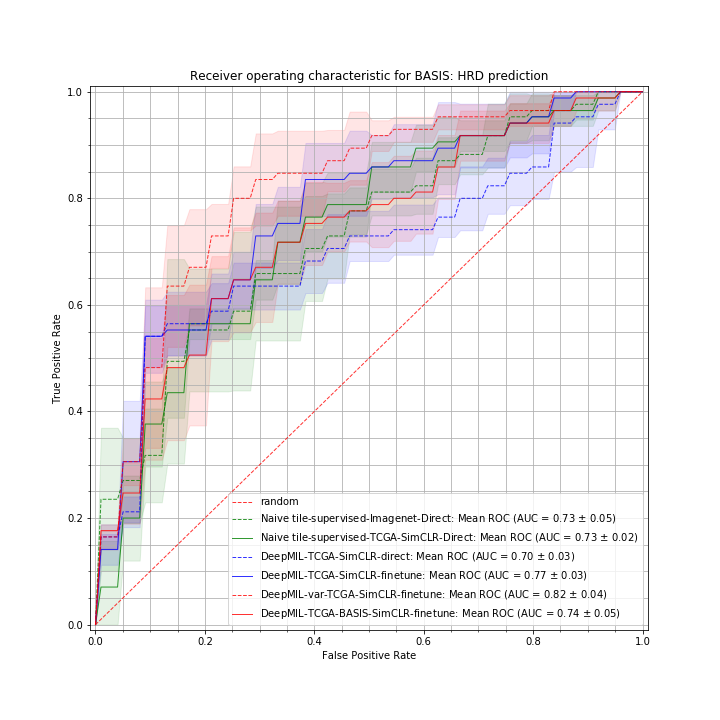 Receiver operating characteristic for BASIS: HRD prediction
1.0
0.8
0.6
0.4
0.2
0.0
True Positive Rate
random
Naive tile-supervised-Imagenet-Direct: Mean ROC (AUC = 0.73 ± 0.05)
Naive tile-supervised-TCGA-SimCLR-Direct: Mean ROC (AUC = 0.73 ± 0.02)
DeepMIL-TCGA-SimCLR-direct: Mean ROC (AUC = 0.70 ± 0.03)
DeepMIL-TCGA-SimCLR-finetune: Mean ROC (AUC = 0.77 ± 0.03)
DeepMIL-var-TCGA-SimCLR-finetune: Mean ROC (AUC = 0.82 ± 0.04)
DeepMIL-TCGA-BASIS-SimCLR-finetune: Mean ROC (AUC = 0.74 ± 0.05)
0.0 0.2 0.4 0.6 0.8 1.0
False Positive Rate